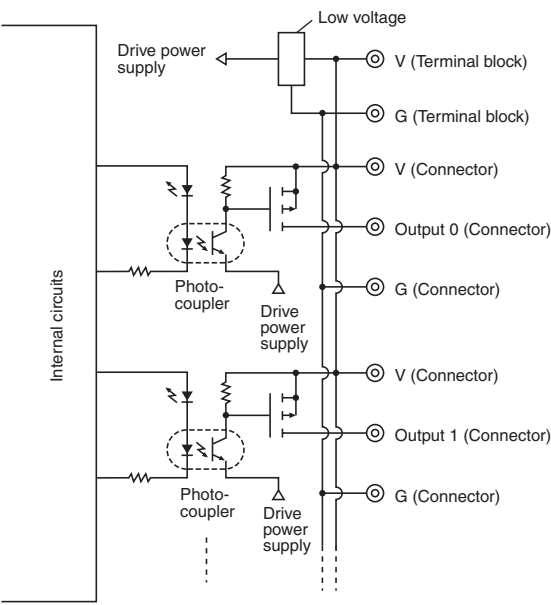 Low voltage
Drive power
supply
V (Terminal block)
G (Terminal block)
V (Connector)
Output 0 (Connector)
Photo-
coupler
Drive
power
supply
G (Connector)
Internal circuits
V (Connector)
Output 1 (Connector)
Photo-
coupler
Drive
power
supply
G (Connector)